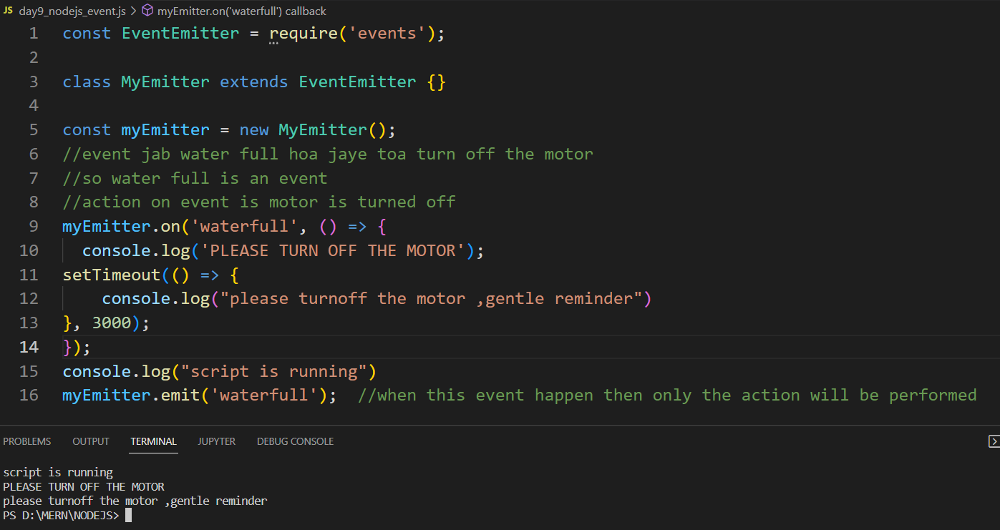 JS day9_nodejs_event.js > myEmitter.on('waterfull') callback
1 const EventEmitter = require('events');
2
3 class MyEmitter extends EventEmitter {}
4
5 const myEmitter = new MyEmitter();
6 //event jab water full hoa jaye toa turn off the motor
7 //so water full is an event
8 //action on event is motor is turned off
9 myEmitter.on('waterfull', () => {
10   console.log('PLEASE TURN OFF THE MOTOR');
11 setTimeout(() => {
12     console.log("please turnoff the motor ,gentle reminder")
13 }, 3000);
14 });
15 console.log("script is running")
16 myEmitter.emit('waterfull');  //when this event happen then only the action will be performed
PROBLEMS OUTPUT TERMINAL JUPYTER DEBUG CONSOLE
script is running
PLEASE TURN OFF THE MOTOR
please turnoff the motor ,gentle reminder
PS D:\MERN\NODEJS>